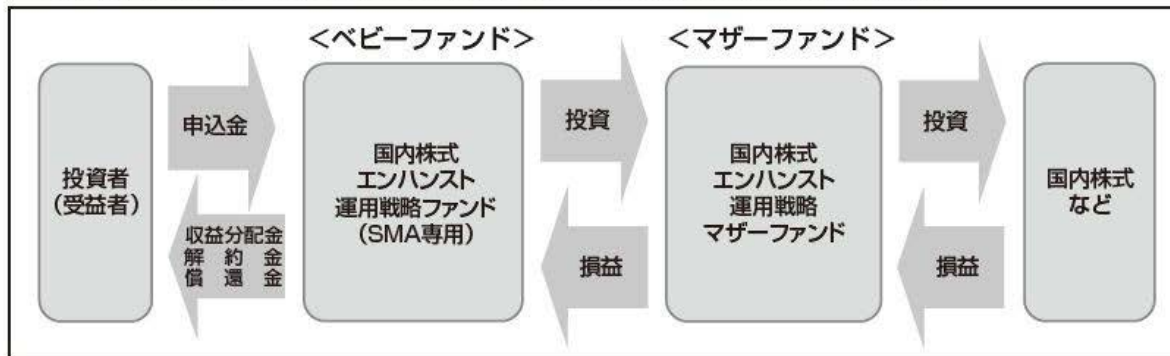 <ベビーファンド>
<マザーファンド>
投資者
(受益者)
申込金
収益分配金
解約金
償還金
国内株式
エンハンスト
運用戦略ファンド
(SMA専用)
投資
損益
国内株式
エンハンスト
運用戦略
マザーファンド
投資
損益
国内株式
など